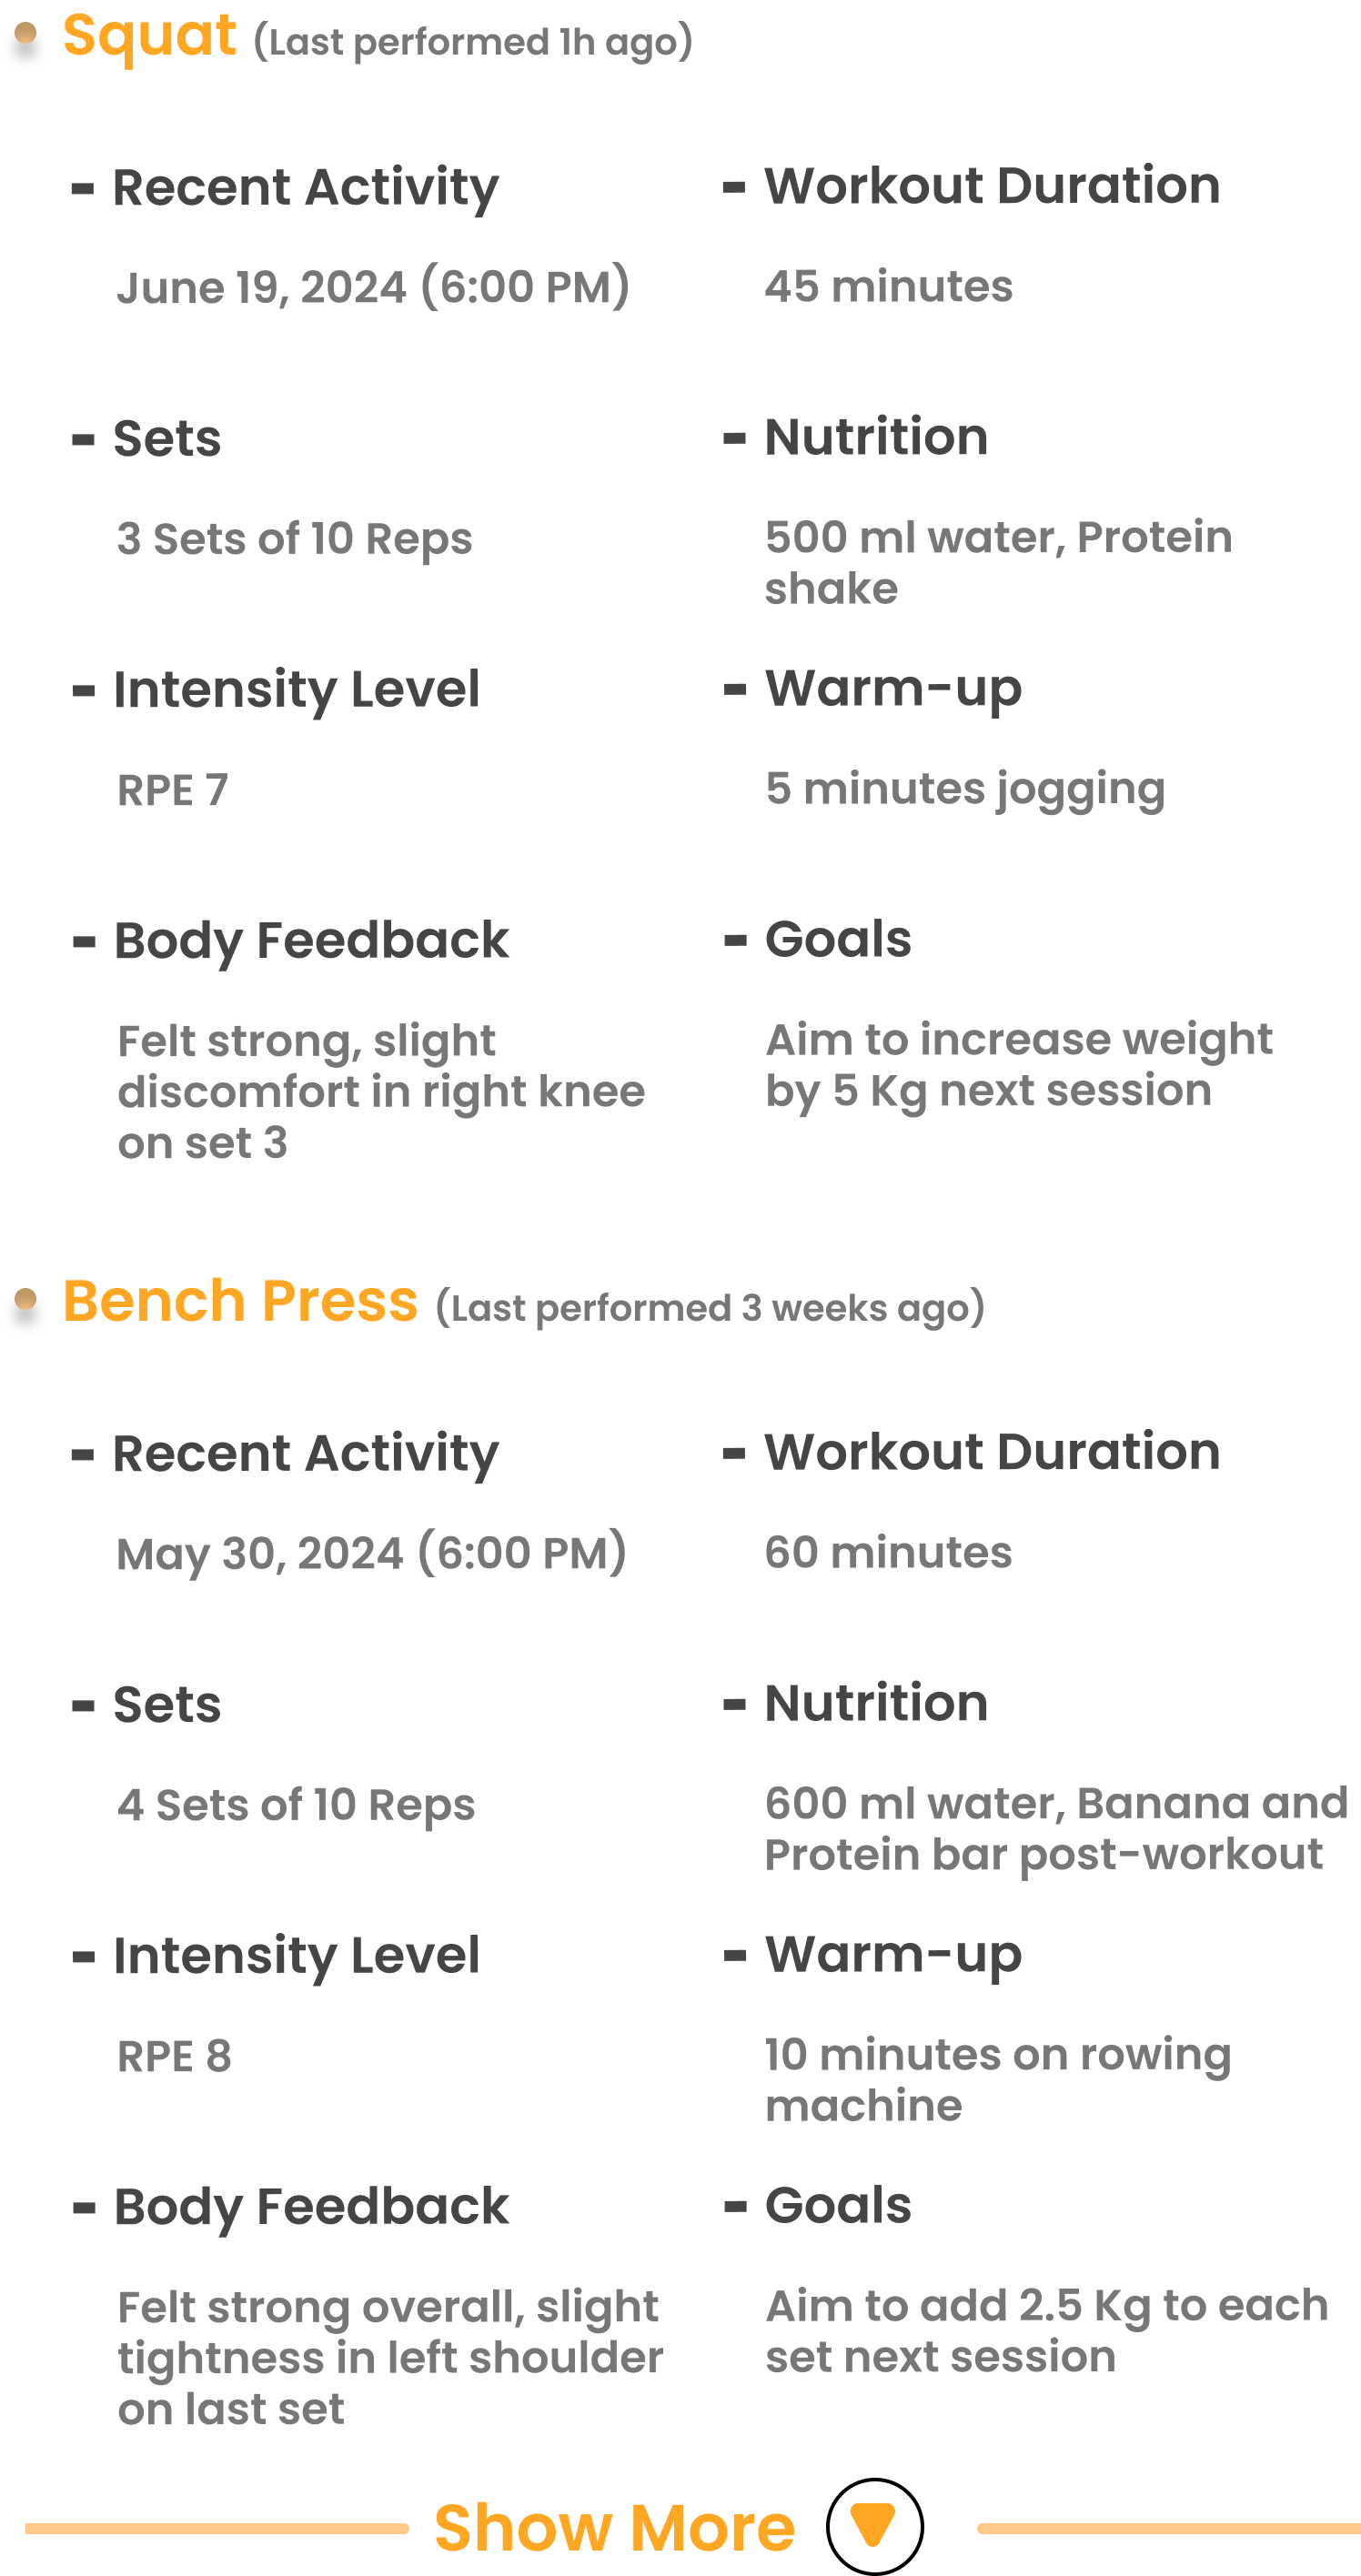 Squat (Last performed 1h ago)
- Recent Activity
June 19, 2024 (6:00 PM)
- Workout Duration
45 minutes
- Sets
3 Sets of 10 Reps
- Nutrition
500 ml water, Protein
shake
- Intensity Level
RPE 7
- Warm-up
5 minutes jogging
- Body Feedback
Felt strong, slight
discomfort in right knee
on set 3
- Goals
Aim to increase weight
by 5 Kg next session
Bench Press (Last performed 3 weeks ago)
- Recent Activity
May 30, 2024 (6:00 PM)
- Workout Duration
60 minutes
- Sets
4 Sets of 10 Reps
- Nutrition
600 ml water, Banana and
Protein bar post-workout
- Intensity Level
RPE 8
- Warm-up
10 minutes on rowing
machine
- Body Feedback
Felt strong overall, slight
tightness in left shoulder
on last set
- Goals
Aim to add 2.5 Kg to each
set next session
Show More